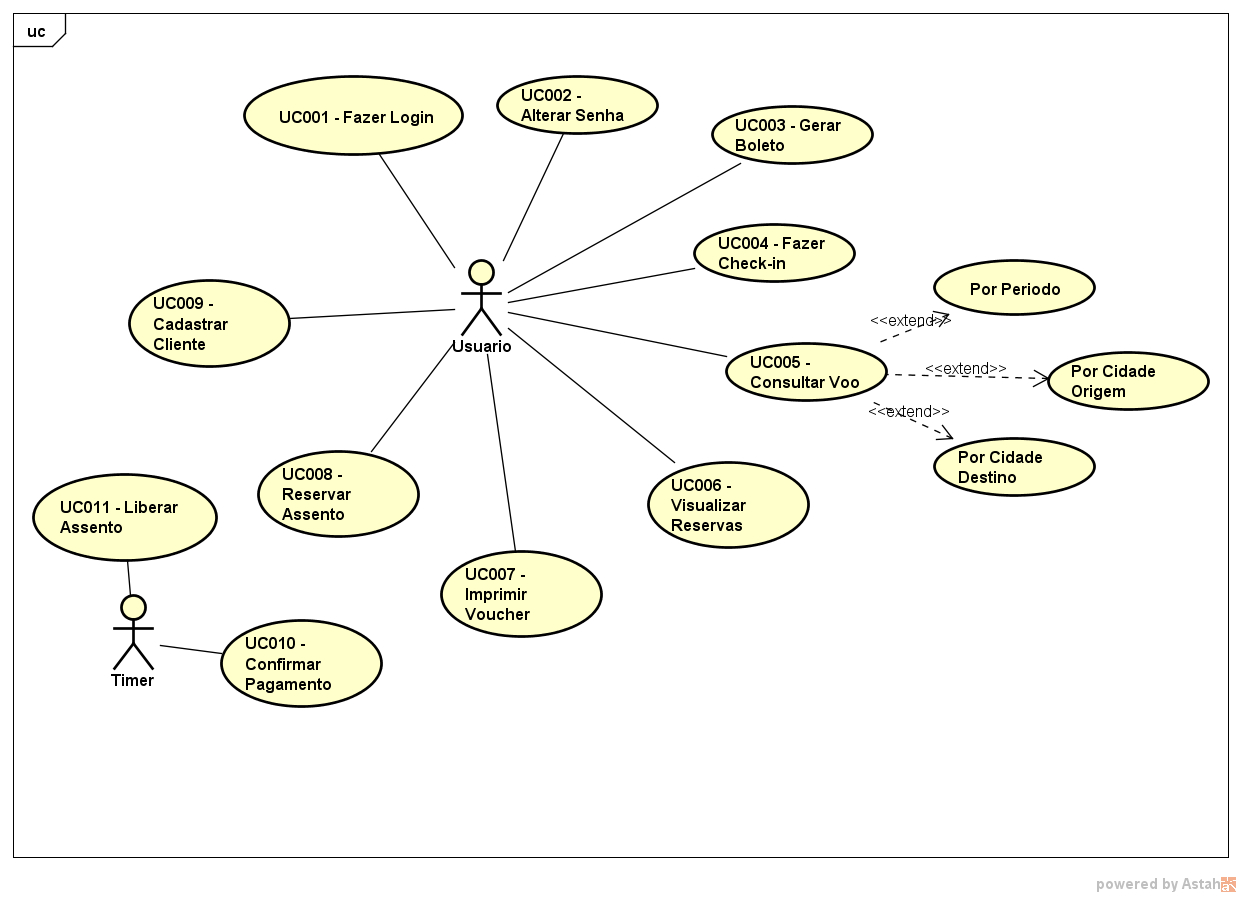 uc
UC001 - Fazer Login
UC002 -
Alterar Senha
UC003 - Gerar
Boleto
UC004 - Fazer
Check-in
Por Periodo
<<extend>>
UC009 -
Cadastrar
Cliente
Usuario
UC005 -
Consultar Voo
<<extend>>
Por Cidade
Origem
<<extend>>
Por Cidade
Destino
UC008 -
Reservar
Assento
UC006 -
Visualizar
Reservas
UC011 - Liberar
Assento
UC007 -
Imprimir
Voucher
Timer
UC010 -
Confirmar
Pagamento
powered by Astah